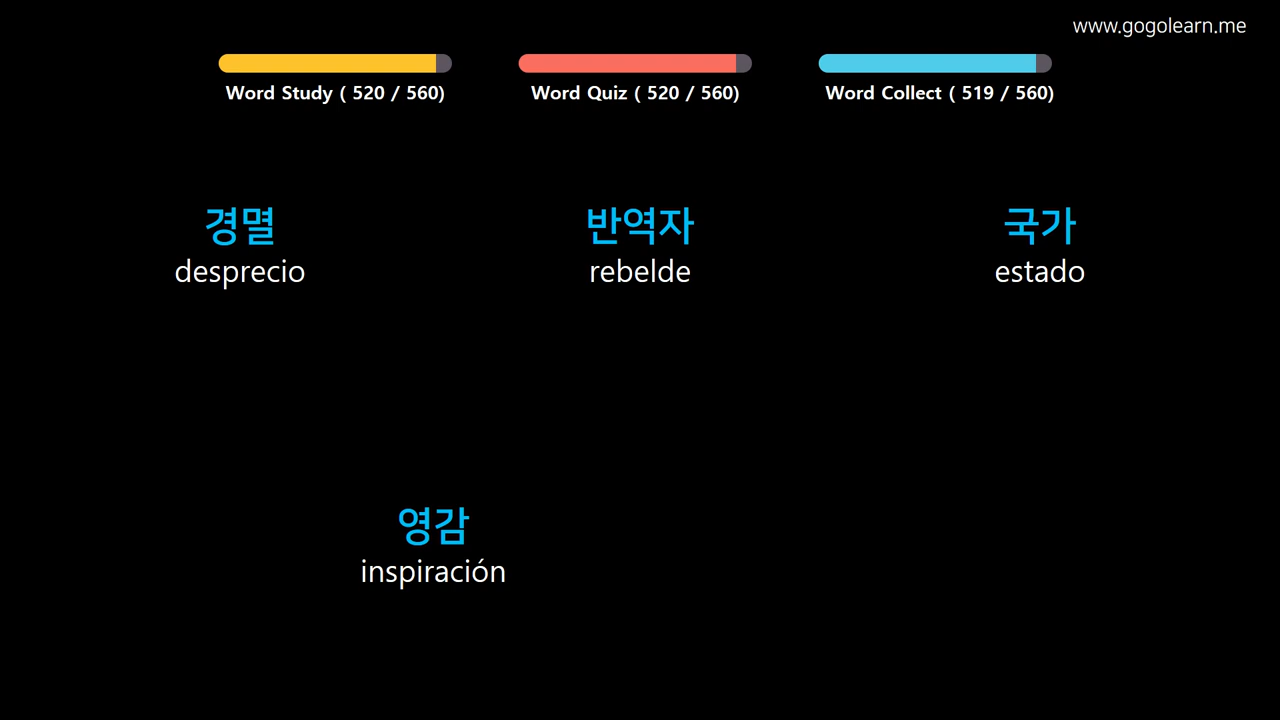 www.gogolearn.me
Word Study ( 520 / 560)
Word Quiz ( 520 / 560)
Word Collect ( 519 / 560)
경멸
desprecio
반역자
rebelde
국가
estado
영감
inspiración